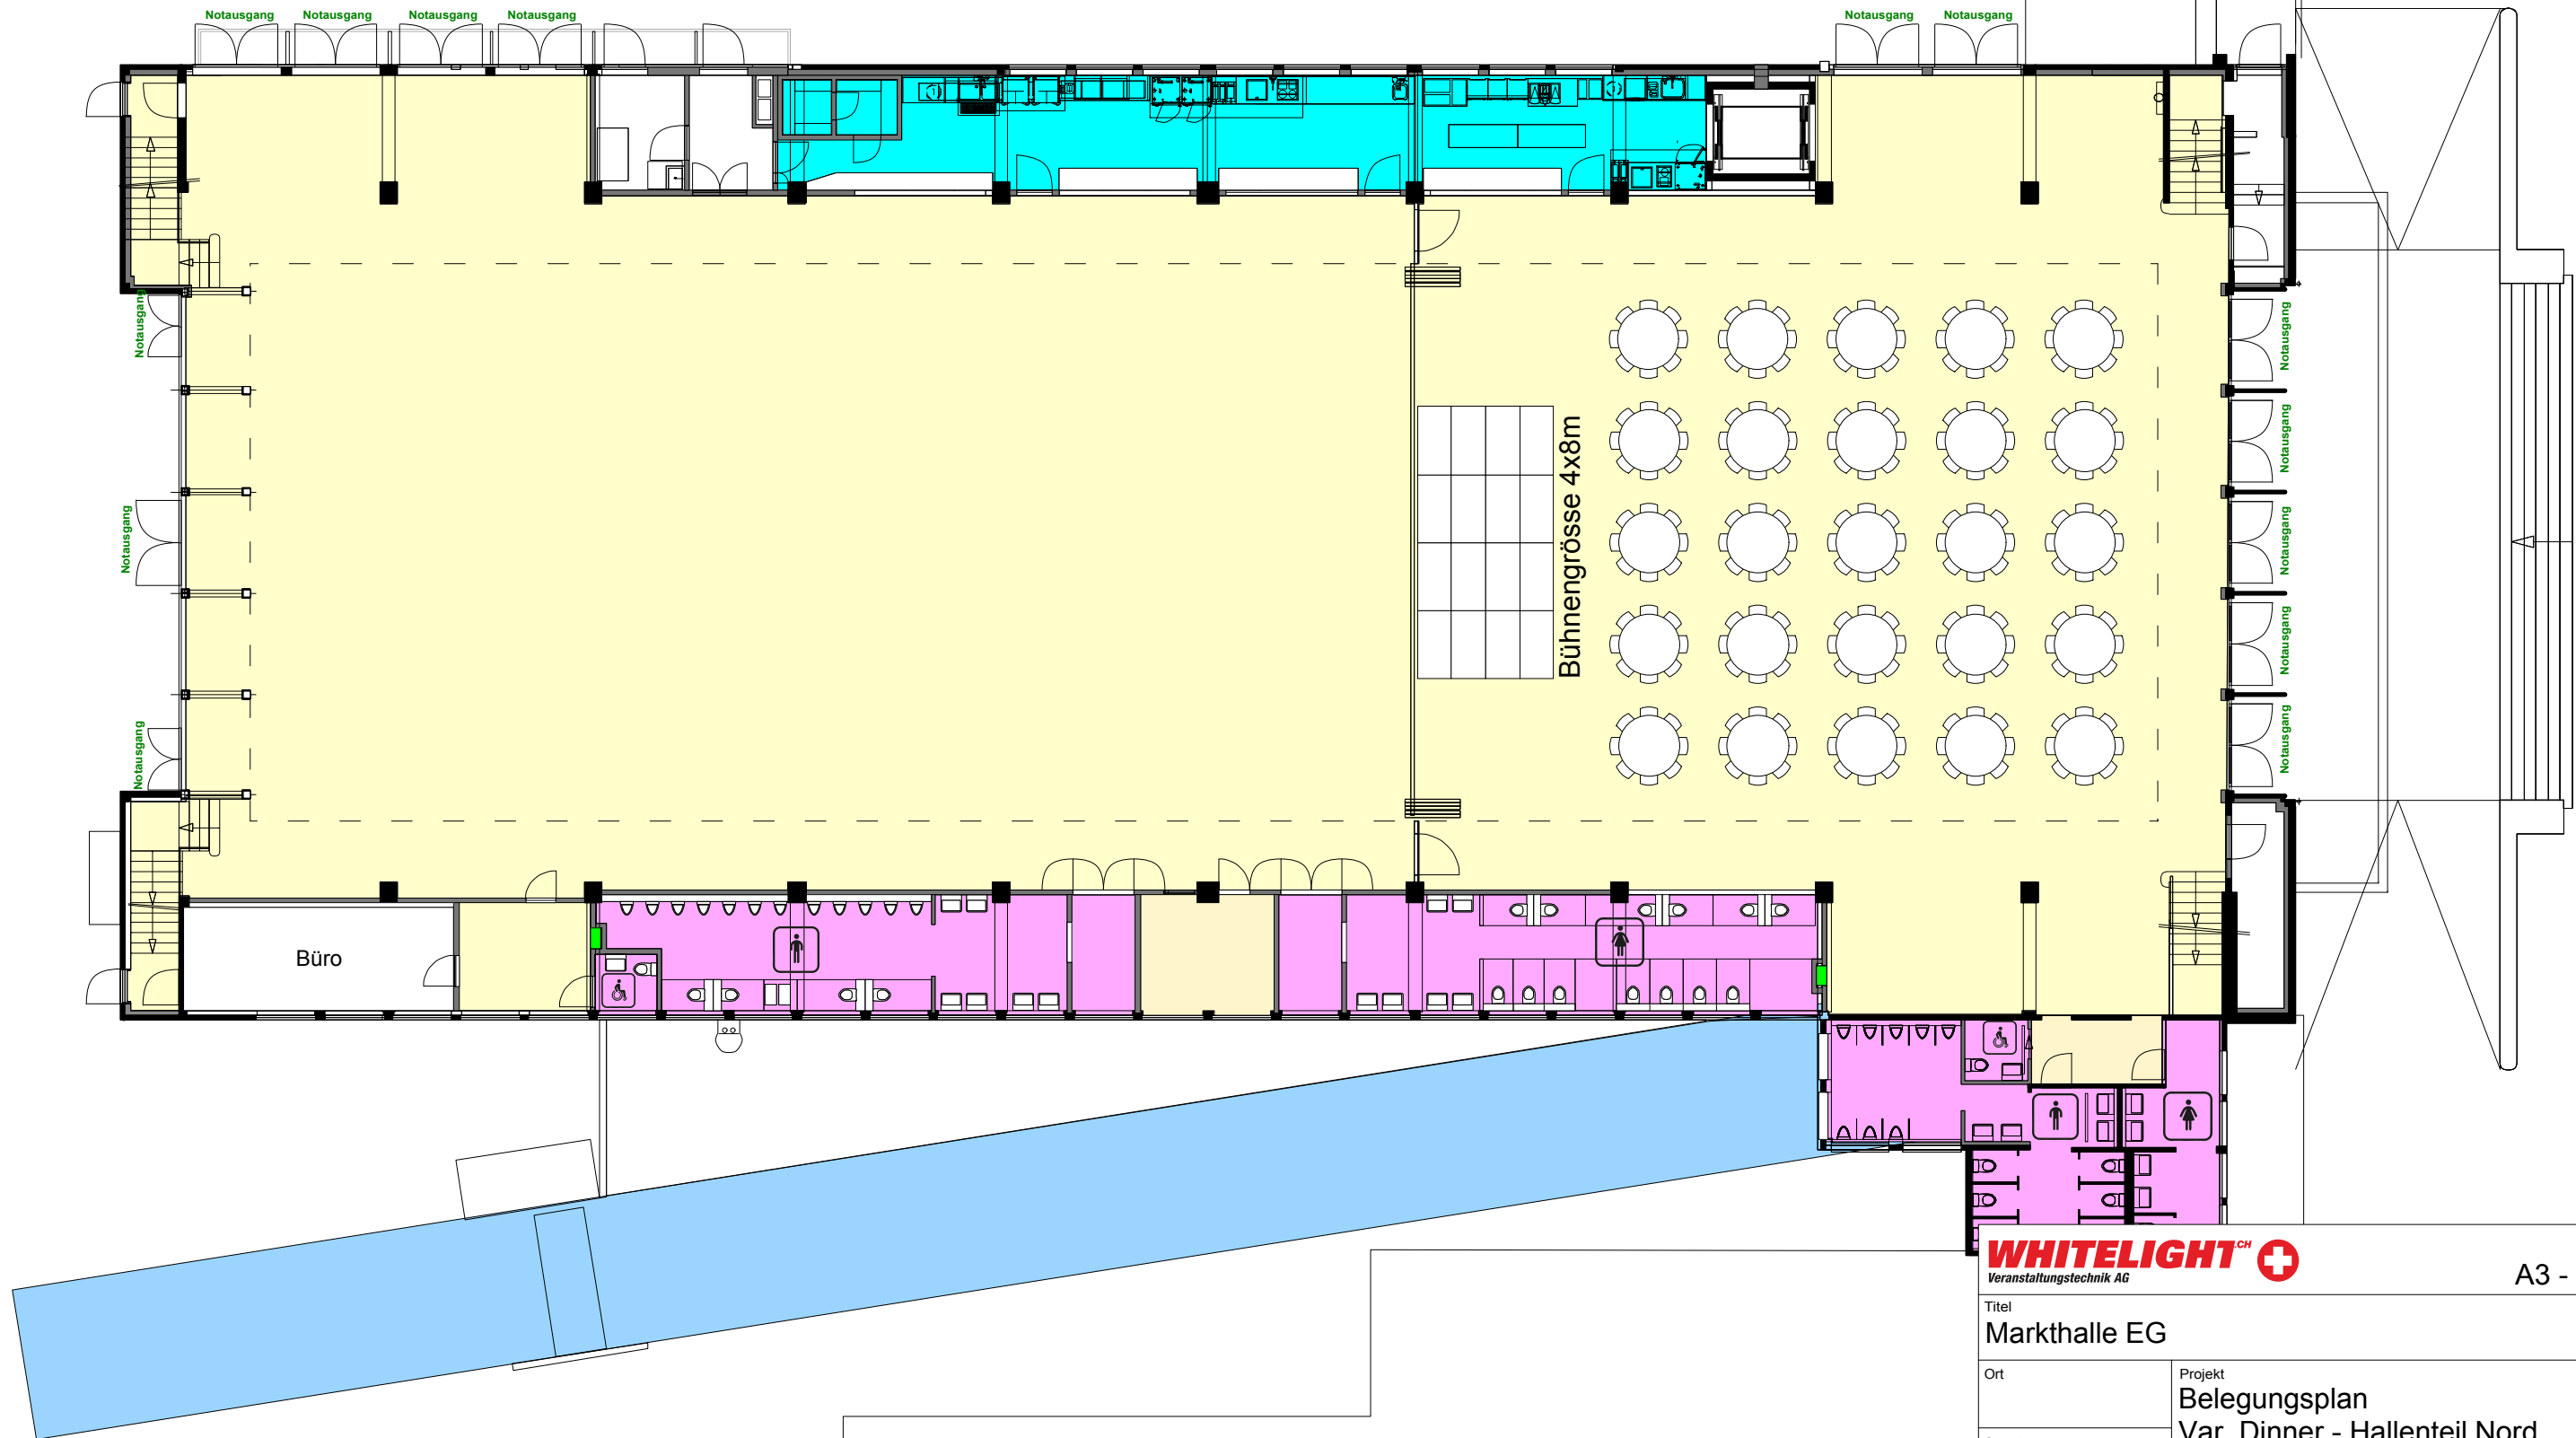 Notausgang
Notausgang
Notausgang
Notausgang
Notausgang
Notausgang
Notausgang
Notausgang
Notausgang
Notausgang
Notausgang
Notausgang
Notausgang
Notausgang
Bühnengrösse 4x8m
Büro
WHITELIGHT.CH
Veranstaltungstechnik AG
A3 -
Titel
Markthalle EG
Ort
Projekt
Belegungsplan
Var. Dinner - Hallenteil Nord